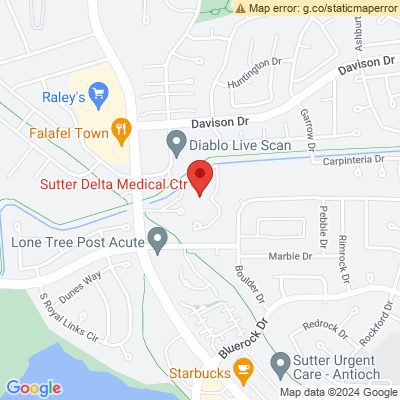 Map error: g.co/staticmaperror
Ashburt
Huntington Dr
Davison Dr
Raley's
Garrow Dr
Davison Dr
Falafel Town
Diablo Live Scan
Carpinteria Dr
Sutter Delta Medical Ctr
Pebble Dr
Rimrock Dr
Lone Tree Post Acute
Marble Dr
Dunes Way
Boulder Dr
S Royal Links Cir
Rockford Dr
Redrock Dr
Bluerock Dr
Sutter Urgent
Care - Antioch
Starbucks
Google
Map data ©2024 Google